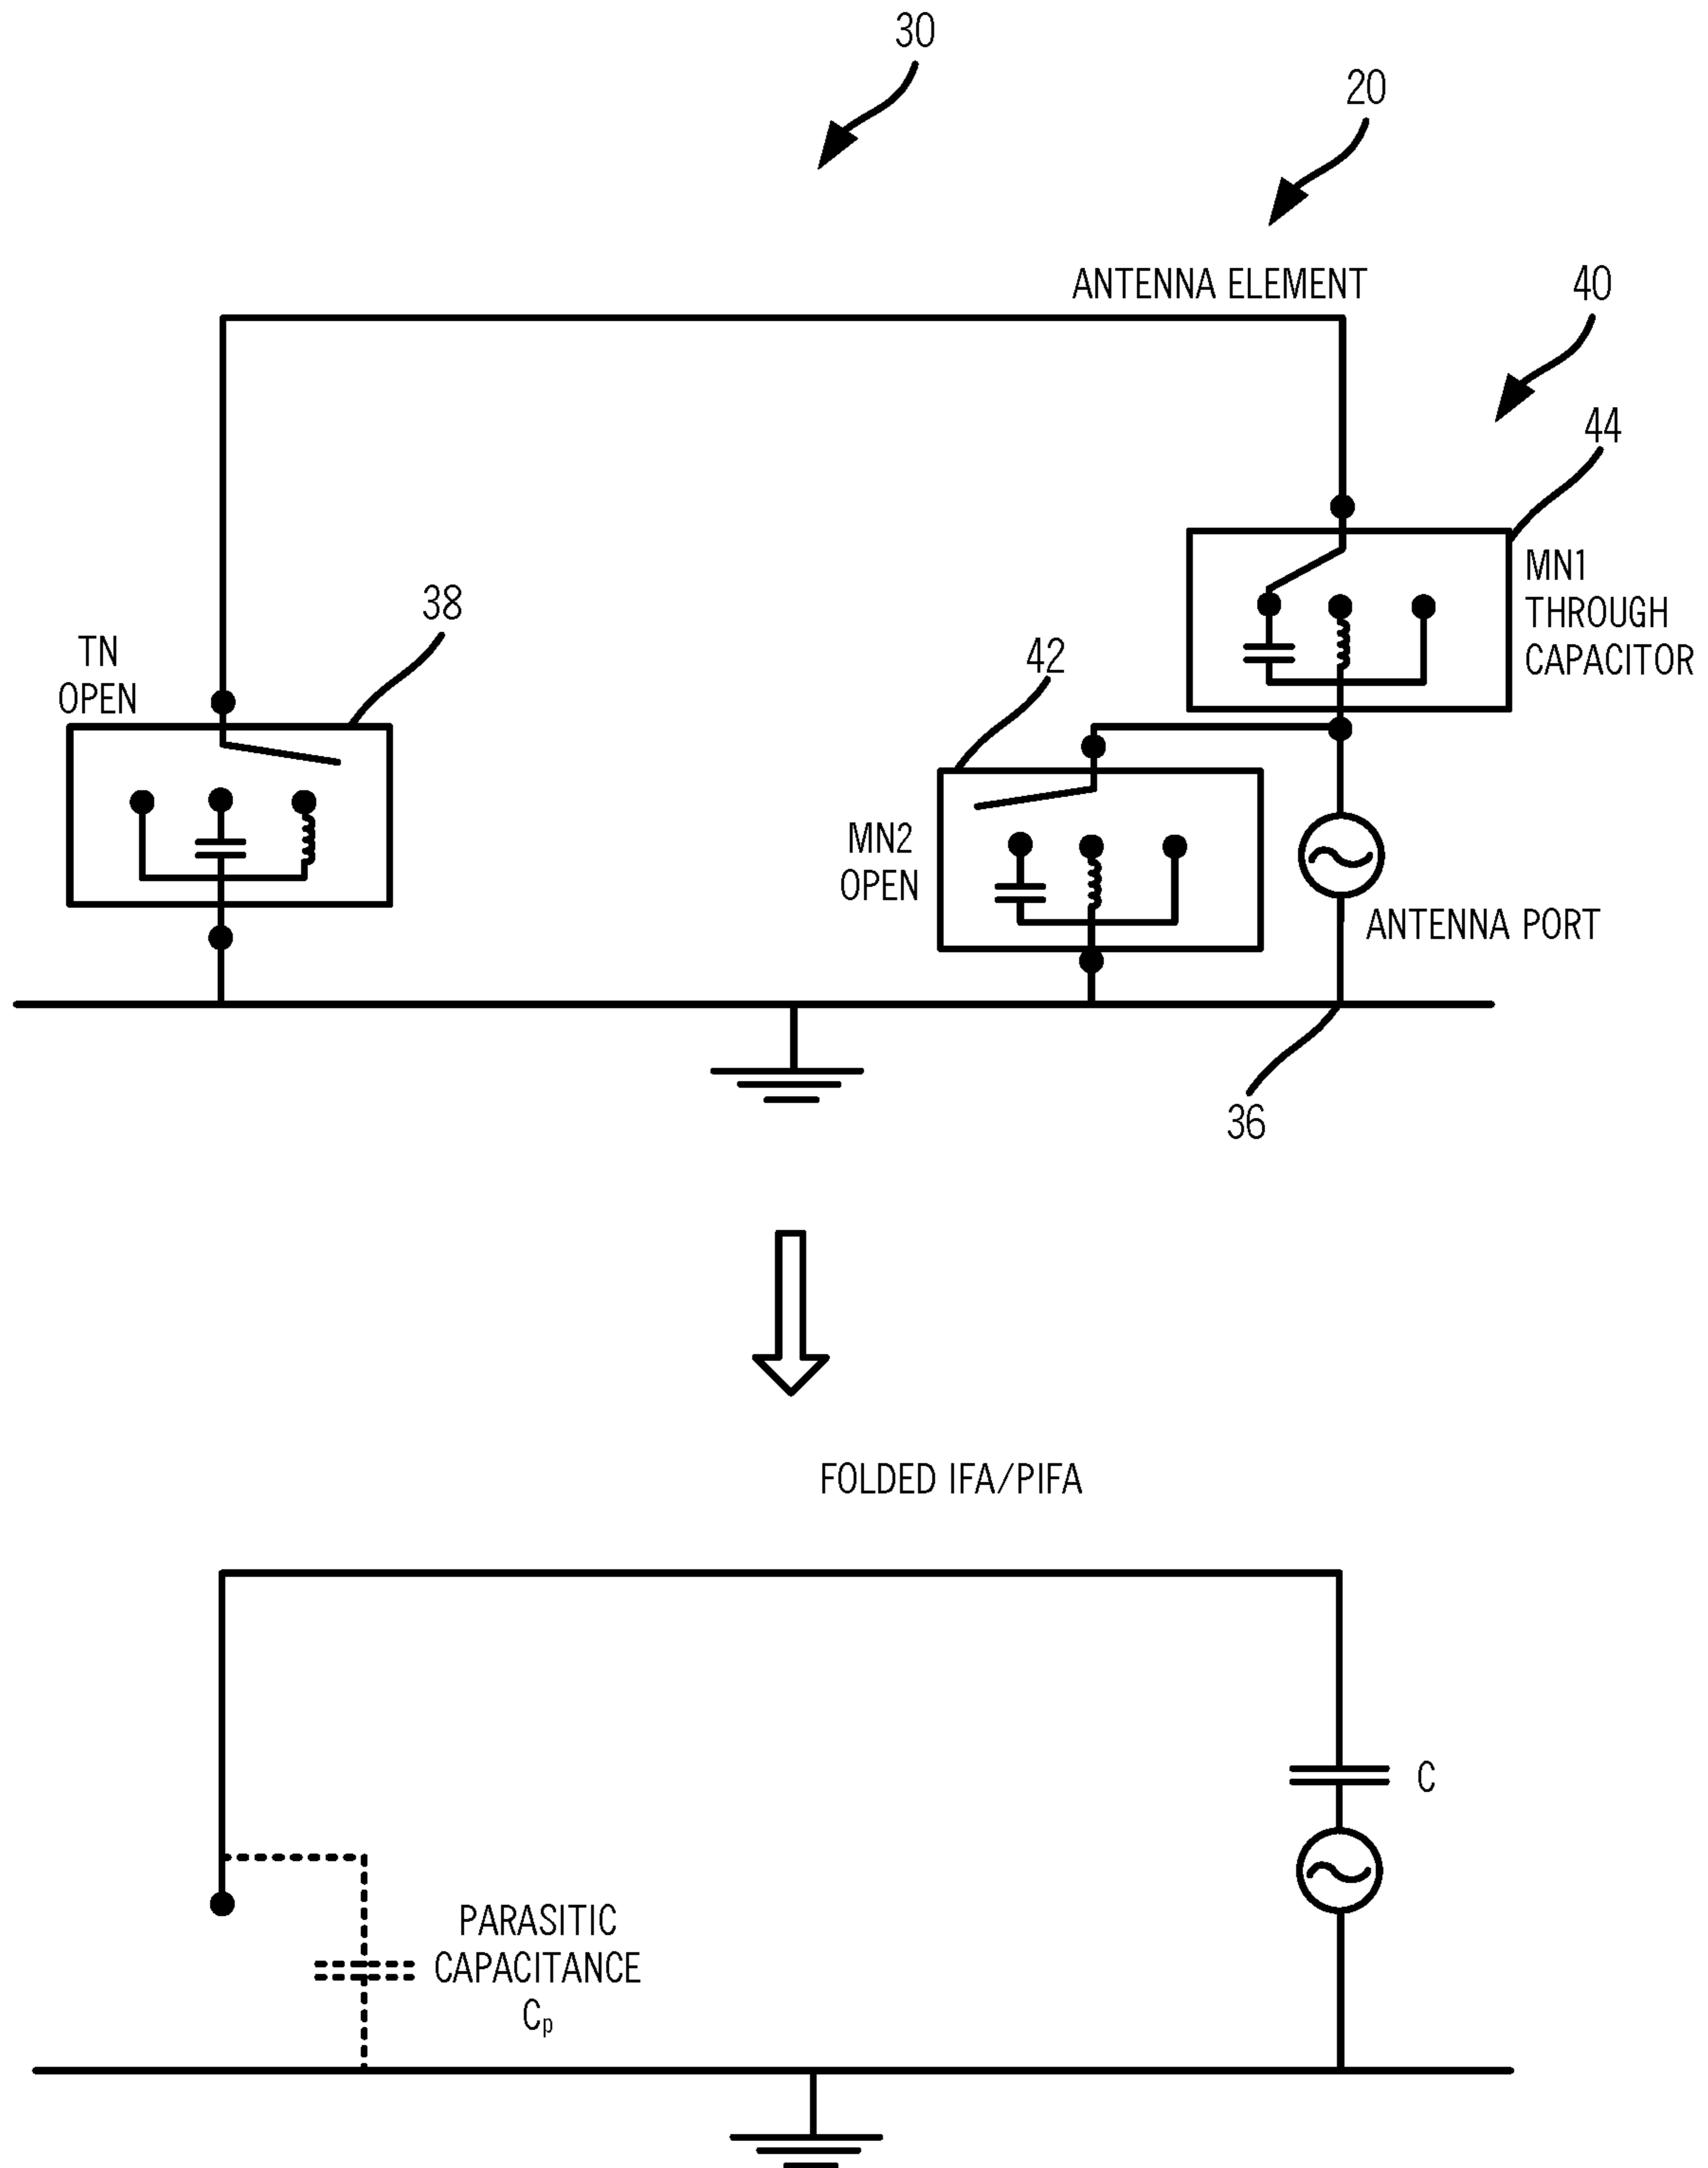 30
20
ANTENNA ELEMENT
40
44
MN1
THROUGH
CAPACITOR
38
TN
OPEN
42
MN2
OPEN
ANTENNA PORT
36
FOLDED IFA/PIFA
C
PARASITIC
CAPACITANCE
Cp